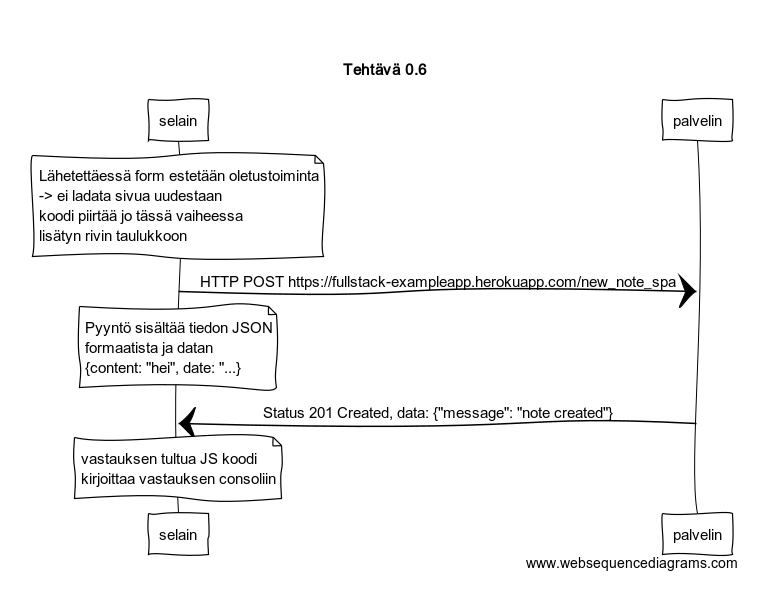 Tehtävä 0.6
selain
palvelin
Lähetettäessä form estetään oletustoiminta
-> ei ladata sivua uudestaan
koodi piirtää jo tässä vaiheessa
lisätyn rivin taulukkoon
HTTP POST https://fullstack-exampleapp.herokuapp.com/new_note_spa
Pyyntö sisältää tiedon JSON
formaatista ja datan
{content: "hei", date: "...}
Status 201 Created, data: {"message": "note created"}
vastauksen tultua JS koodi
kirjoittaa vastauksen consoliin
selain
palvelin
www.websequencediagrams.com